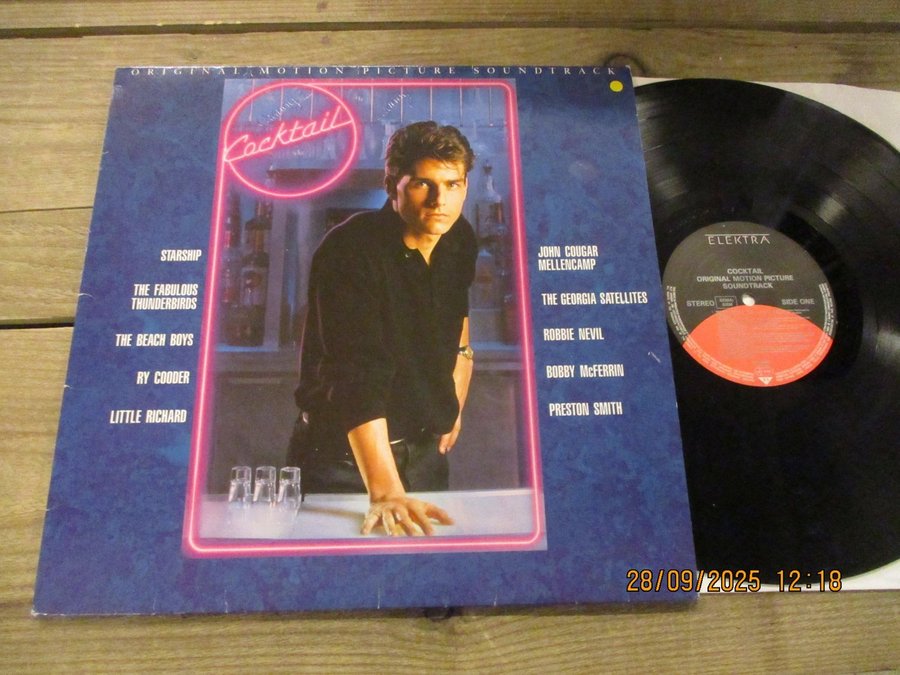 ORIGINAL MOTION PICTURE SOUNDTRACK
Cocktail
STARSHIP
THE FABULOUS
THUNDERBIRDS
THE BEACH BOYS
RY COODER
LITTLE RICHARD
JOHN COUGAR
MELLENCAMP
THE GEORGIA SATELLITES
ROBBIE NEVIL
BOBBY McFERRIN
PRESTON SMITH
ELEKTRA
COCKTAIL
ORIGINAL MOTION PICTURE
SOUNDTRACK
STEREO
SIDE ONE
28/09/2025 12:18